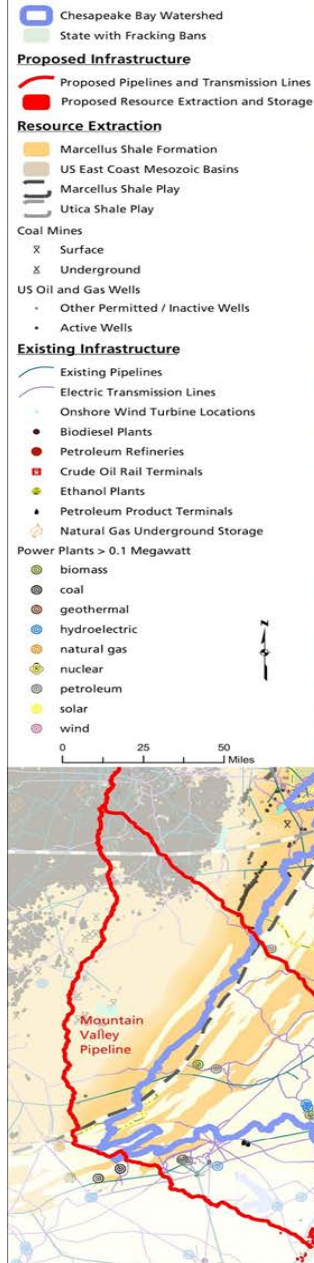 Chesapeake Bay Watershed
State with Fracking Bans
Proposed Infrastructure
Proposed Pipelines and Transmission Lines
Proposed Resource Extraction and Storage
Resource Extraction
Marcellus Shale Formation
US East Coast Mesozoic Basins
Marcellus Shale Play
Utica Shale Play
Coal Mines
Surface
Underground
US Oil and Gas Wells
Other Permitted / Inactive Wells
Active Wells
Existing Infrastructure
Existing Pipelines
Electric Transmission Lines
Onshore Wind Turbine Locations
Biodiesel Plants
Petroleum Refineries
Crude Oil Rail Terminals
Ethanol Plants
Petroleum Product Terminals
Natural Gas Underground Storage
Power Plants > 0.1 Megawatt
biomass
coal
geothermal
hydroelectric
natural gas
nuclear
petroleum
solar
wind
N
0 25 50
Miles
Mountain
Valley
Pipeline